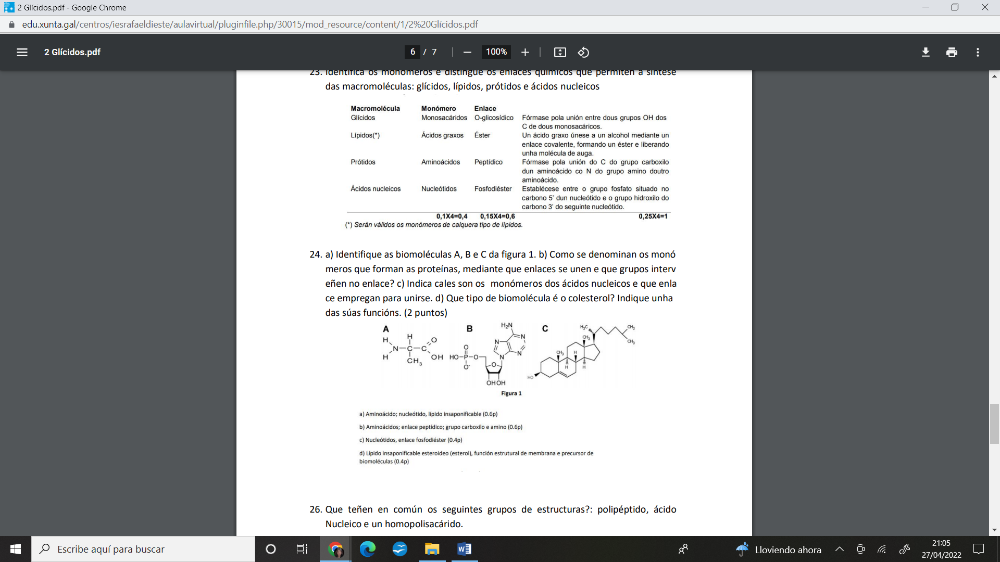 2 Glícidos.pdf - Google Chrome
edu.xunta.gal/centros/iesrafaeldieste/aulavirtual/pluginfile.php/30015/mod_resource/content/1/2%20Glícidos.pdf
2 Glícidos.pdf
6 / 7
100%
23. Identifica os monómeros e distingue os enlaces químicos que permiten a síntese
das macromoléculas: glícidos, lípidos, prótidos e ácidos nucleicos
Macromolécula Monómero Enlace
Glícidos Monosacáridos O-glicosídico Fórmase pola unión entre dous grupos OH dos
C de dous monosacáricos.
Lípidos(*) Ácidos graxos Éster Un ácido graxo únese a un alcohol mediante un
enlace covalente, formando un éster e liberando
unha molécula de auga.
Prótidos Aminoácidos Peptídico Fórmase pola unión do C do grupo carboxilo
dun aminoácido co N do grupo amino doutro
aminoácido.
Ácidos nucleicos Nucleótidos Fosfodiéster Establécese entre o grupo fosfato situado no
carbono 5' dun nucleótido e o grupo hidroxilo do
carbono 3' do seguinte nucleótido.
0,1X4=0,4 0,15X4=0,6 0,25X4=1
(*) Serán válidos os monómeros de calquera tipo de lípidos.
24. a) Identifique as biomoléculas A, B e C da figura 1. b) Como se denominan os monó
meros que forman as proteínas, mediante que enlaces se unen e que grupos interv
eñen no enlace? c) Indica cales son os monómeros dos ácidos nucleicos e que enla
ce empregan para unirse. d) Que tipo de biomolécula é o colesterol? Indique unha
das súas funcións. (2 puntos)
A
H H O
N C C
H CH3 OH
B
H2N
N N
N N
O
HO P O
O-
O
OH OH
C
H3C CH3
CH3 CH3
CH3 H
H H
HO
Figura 1
a) Aminoácido; nucleótido, lípido insaponificable (0.6p)
b) Aminoácidos; enlace peptídico; grupo carboxilo e amino (0.6p)
c) Nucleótidos, enlace fosfodiéster (0.4p)
d) Lípido insaponificable esteroideo (esterol), función estrutural de membrana e precursor de
biomoléculas (0.4p)
26. Que teñen en común os seguintes grupos de estructuras?: polipéptido, ácido
Nucleico e un homopolisacárido.
Escribe aquí para buscar
Lloviendo ahora
21:05
27/04/2022